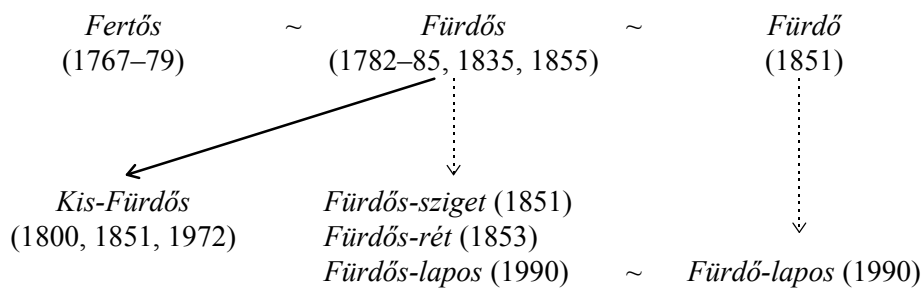 Fertős ~ Fürdős ~ Fürdő
(1767–79) (1782–85, 1835, 1855) (1851)
Kis-Fürdős Fürdős-sziget (1851)
(1800, 1851, 1972) Fürdős-rét (1853)
Fürdős-lapos (1990) ~ Fürdő-lapos (1990)